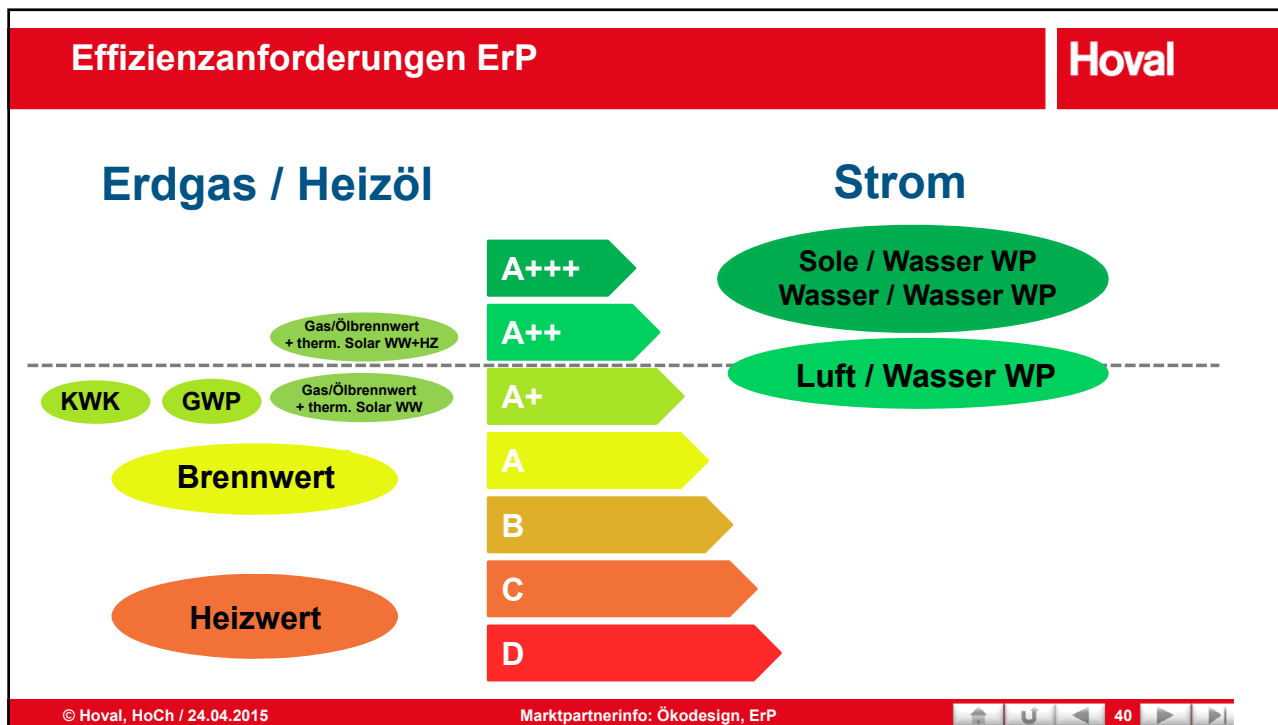 Effizienzanforderungen ErP
Hoval
Erdgas / Heizöl
Strom
A+++
Sole / Wasser WP
Wasser / Wasser WP
Gas/Ölbrennwert
+ therm. Solar WW+HZ
A++
Luft / Wasser WP
KWK
GWP
Gas/Ölbrennwert
+ therm. Solar WW
A+
Brennwert
A
B
Heizwert
C
D
© Hoval, HoCh / 24.04.2015
Marktpartnerinfo: Ökodesign, ErP
40